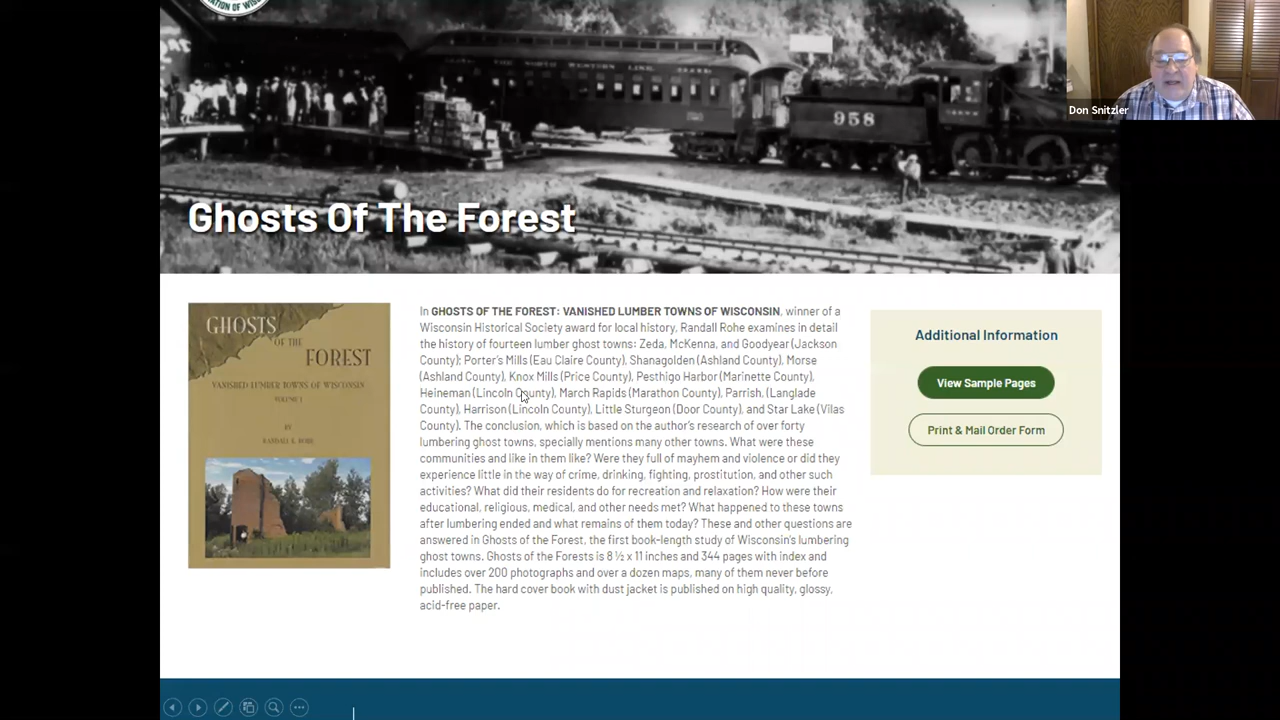 ATION OF WIS
THE NORTH WESTERN LINE
958
Don Snitzler
Ghosts Of The Forest
GHOSTS
OF THE
FOREST
VANISHED LUMBER TOWNS OF WISCONSIN
VOLUME I
BY
RANDALL E. ROHE
In GHOSTS OF THE FOREST: VANISHED LUMBER TOWNS OF WISCONSIN, winner of a
Wisconsin Historical Society award for local history, Randall Rohe examines in detail
the history of fourteen lumber ghost towns: Zeda, McKenna, and Goodyear (Jackson
County); Porter's Mills (Eau Claire County), Shanagolden (Ashland County), Morse
(Ashland County), Knox Mills (Price County), Pesthigo Harbor (Marinette County),
Heineman (Lincoln County), March Rapids (Marathon County), Parrish, (Langlade
County), Harrison (Lincoln County), Little Sturgeon (Door County), and Star Lake (Vilas
County). The conclusion, which is based on the author's research of over forty
lumbering ghost towns, specially mentions many other towns. What were these
communities and like in them like? Were they full of mayhem and violence or did they
experience little in the way of crime, drinking, fighting, prostitution, and other such
activities? What did their residents do for recreation and relaxation? How were their
educational, religious, medical, and other needs met? What happened to these towns
after lumbering ended and what remains of them today? These and other questions are
answered in Ghosts of the Forest, the first book-length study of Wisconsin's lumbering
ghost towns. Ghosts of the Forests is 8 ½ x 11 inches and 344 pages with index and
includes over 200 photographs and over a dozen maps, many of them never before
published. The hard cover book with dust jacket is published on high quality, glossy,
acid-free paper.
Additional Information
View Sample Pages
Print & Mail Order Form